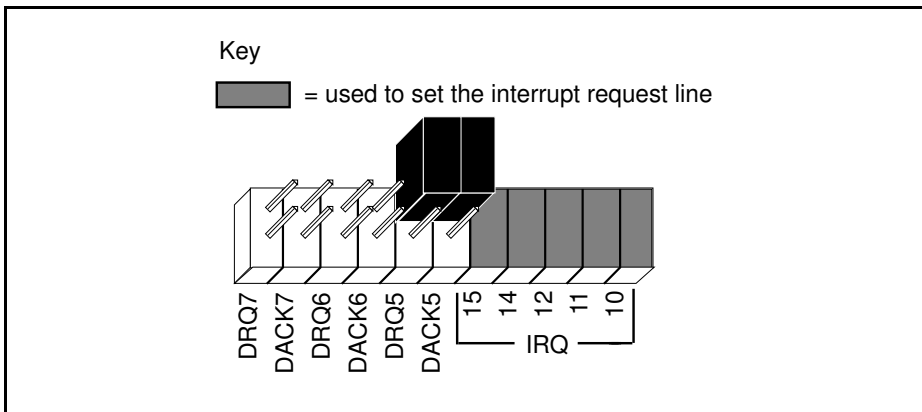 Key
= used to set the interrupt request line
DRQ7
DACK7
DRQ6
DACK6
DRQ5
DACK5
15
14
12
11
10
IRQ